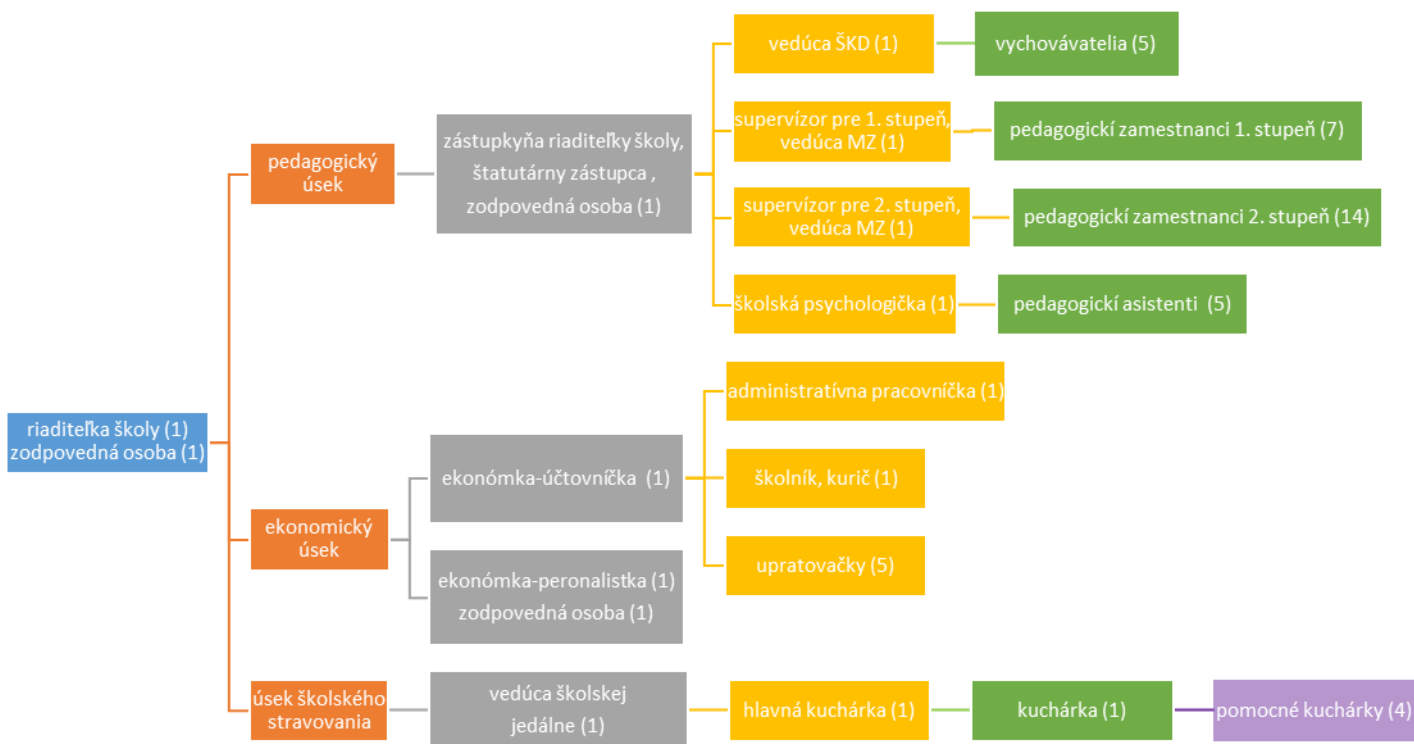 riaditeľka školy (1)
zodpovedná osoba (1)
pedagogický
úsek
zástupkyňa riaditeľky školy,
štatutárny zástupca ,
zodpovedná osoba (1)
vedúca ŠKD (1)
vychovávatelia (5)
supervízor pre 1. stupeň,
vedúca MZ (1)
pedagogickí zamestnanci 1. stupeň (7)
supervízor pre 2. stupeň,
vedúca MZ (1)
pedagogickí zamestnanci 2. stupeň (14)
školská psychologička (1)
pedagogickí asistenti (5)
ekonomický
úsek
ekonómka-účtovníčka (1)
administratívna pracovníčka (1)
školník, kurič (1)
upratovačky (5)
ekonómka-peronalistka (1)
zodpovedná osoba (1)
úsek školského
stravovania
vedúca školskej
jedálne (1)
hlavná kuchárka (1)
kuchárka (1)
pomocné kuchárky (4)